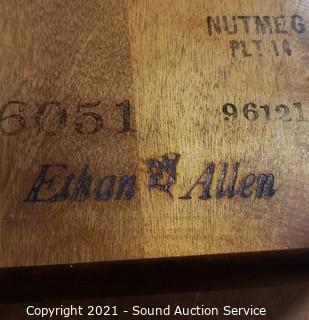 NUTMEG
PLT 14
6051 96121
Ethan Allen
Copyright 2021 - Sound Auction Service